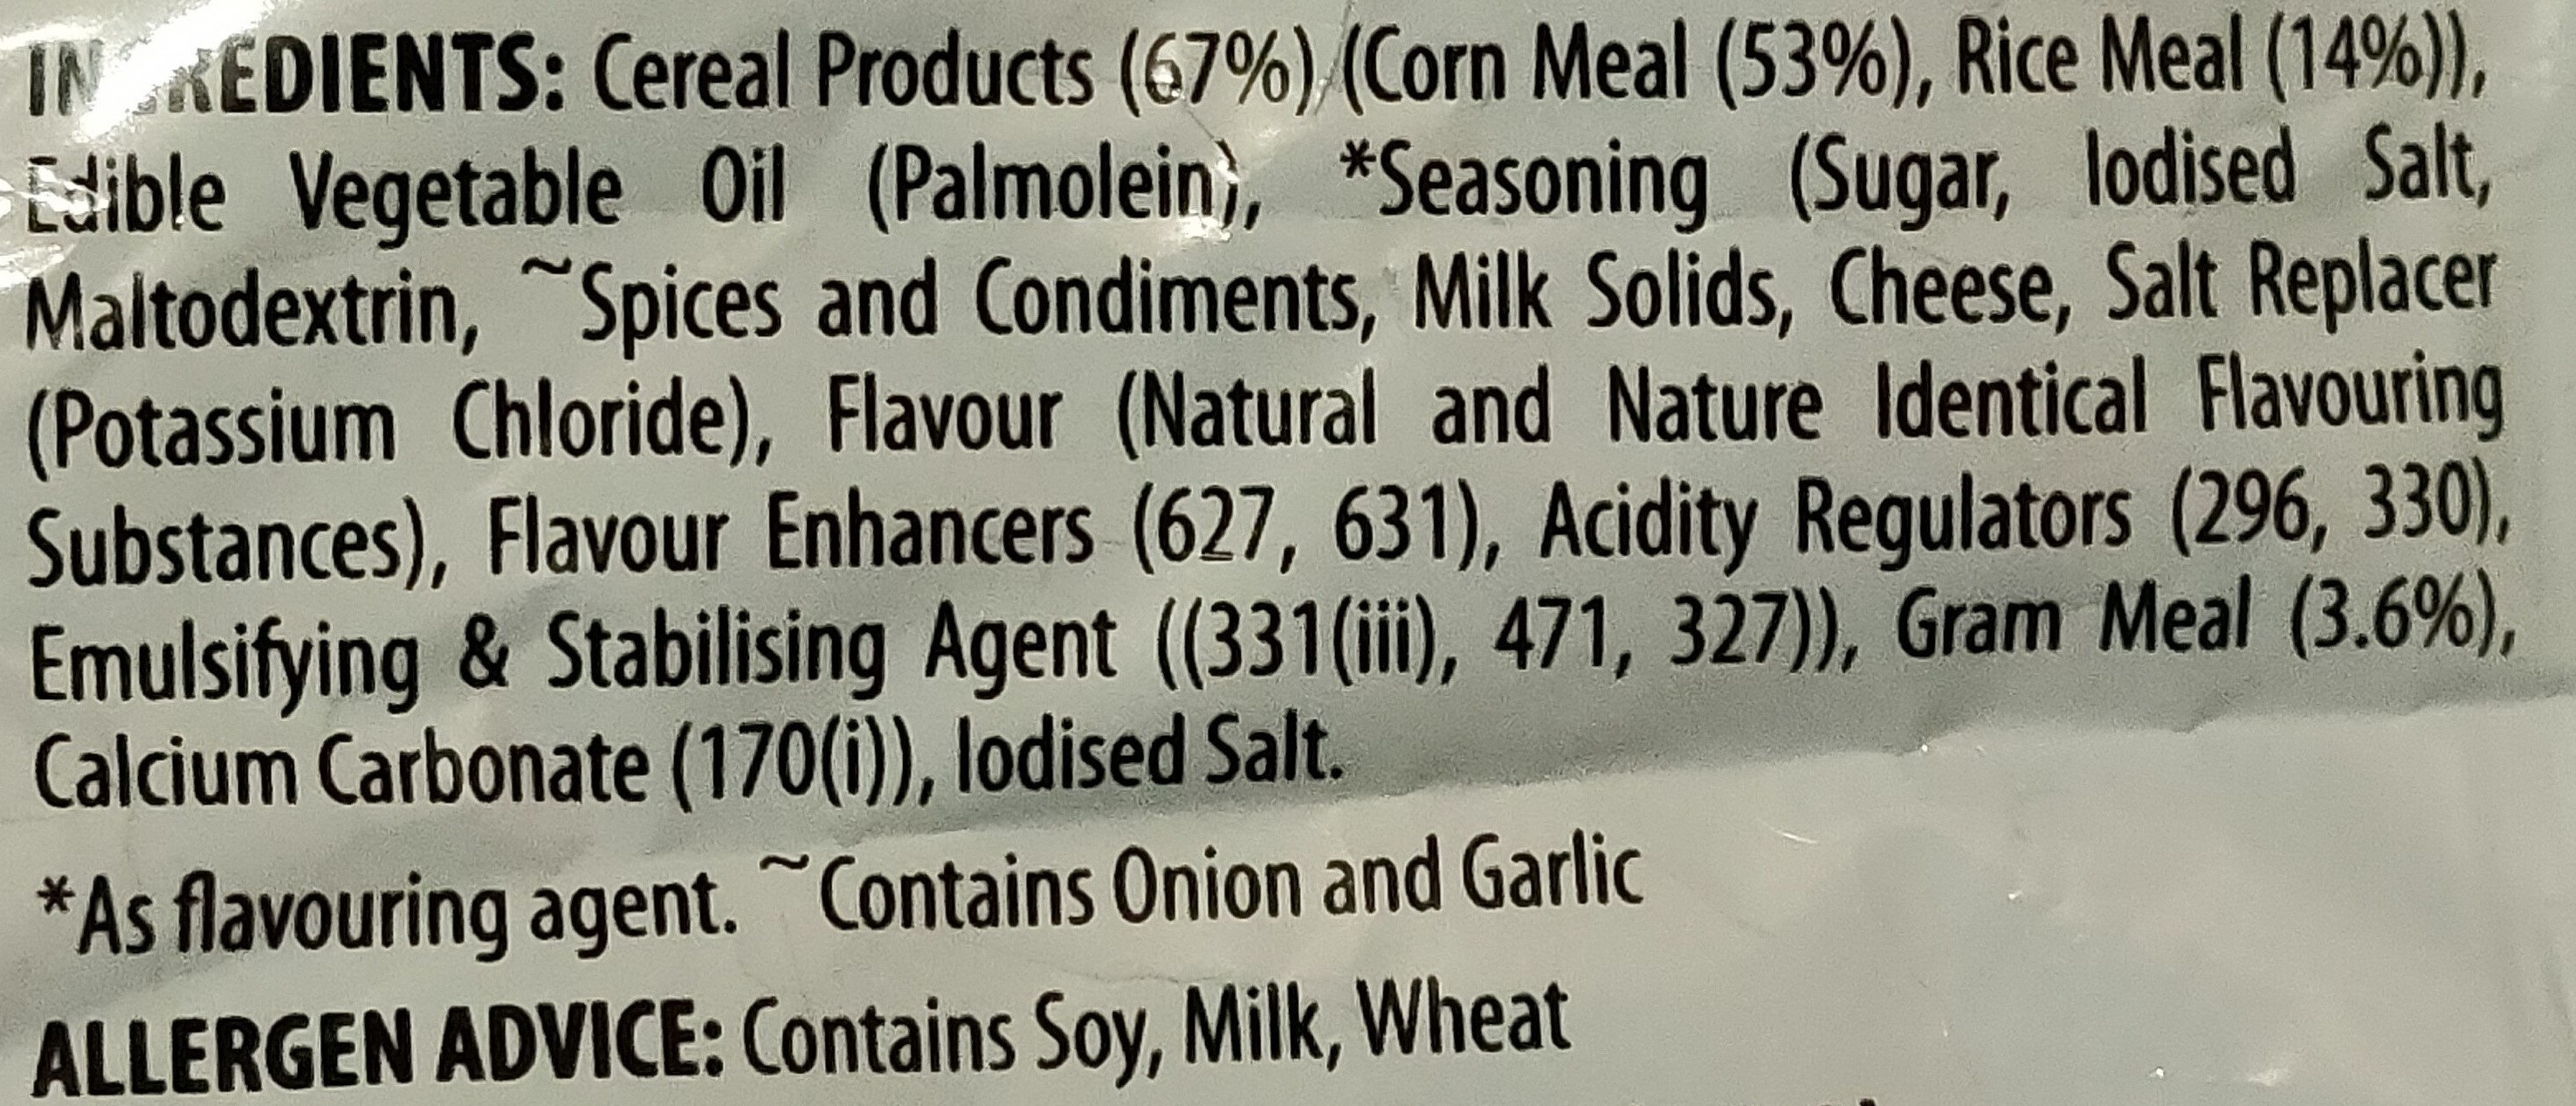 INGREDIENTS: Cereal Products (67%) (Corn Meal (53%), Rice Meal (14%)),
Edible Vegetable Oil (Palmolein), *Seasoning (Sugar, Iodised Salt,
Maltodextrin, ~Spices and Condiments, Milk Solids, Cheese, Salt Replacer
(Potassium Chloride), Flavour (Natural and Nature Identical Flavouring
Substances), Flavour Enhancers (627, 631), Acidity Regulators (296, 330),
Emulsifying & Stabilising Agent ((331(iii), 471, 327)), Gram Meal (3.6%),
Calcium Carbonate (170(i)), Iodised Salt.
*As flavouring agent. ~Contains Onion and Garlic
ALLERGEN ADVICE: Contains Soy, Milk, Wheat